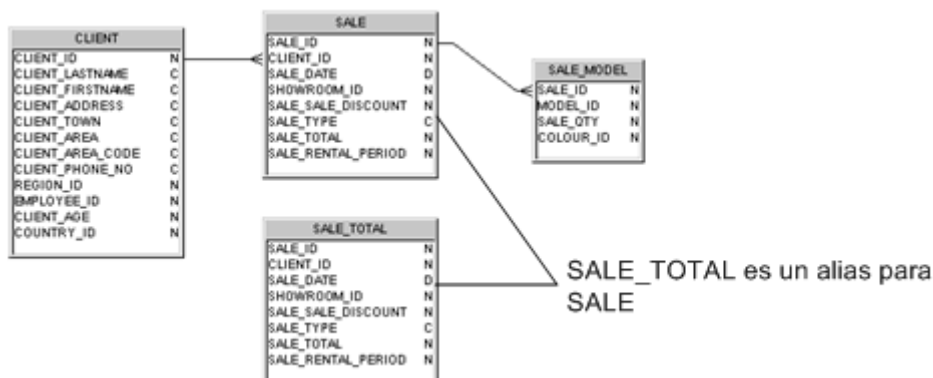 CLIENT
CLIENT_ID N
CLIENT_LASTNAME C
CLIENT_FIRSTNAME C
CLIENT_ADDRESS C
CLIENT_TOWN C
CLIENT_AREA C
CLIENT_AREA_CODE C
CLIENT_PHONE_NO C
REGION_ID N
EMPLOYEE_ID N
CLIENT_AGE N
COUNTRY_ID N
SALE
SALE_ID N
CLIENT_ID N
SALE_DATE D
SHOWROOM_ID N
SALE_SALE_DISCOUNT N
SALE_TYPE C
SALE_TOTAL N
SALE_RENTAL_PERIOD N
SALE_MODEL
SALE_ID N
MODEL_ID N
SALE_QTY N
COLOUR_ID N
SALE_TOTAL
SALE_ID N
CLIENT_ID N
SALE_DATE D
SHOWROOM_ID N
SALE_SALE_DISCOUNT N
SALE_TYPE C
SALE_TOTAL N
SALE_RENTAL_PERIOD N
SALE_TOTAL es un alias para
SALE